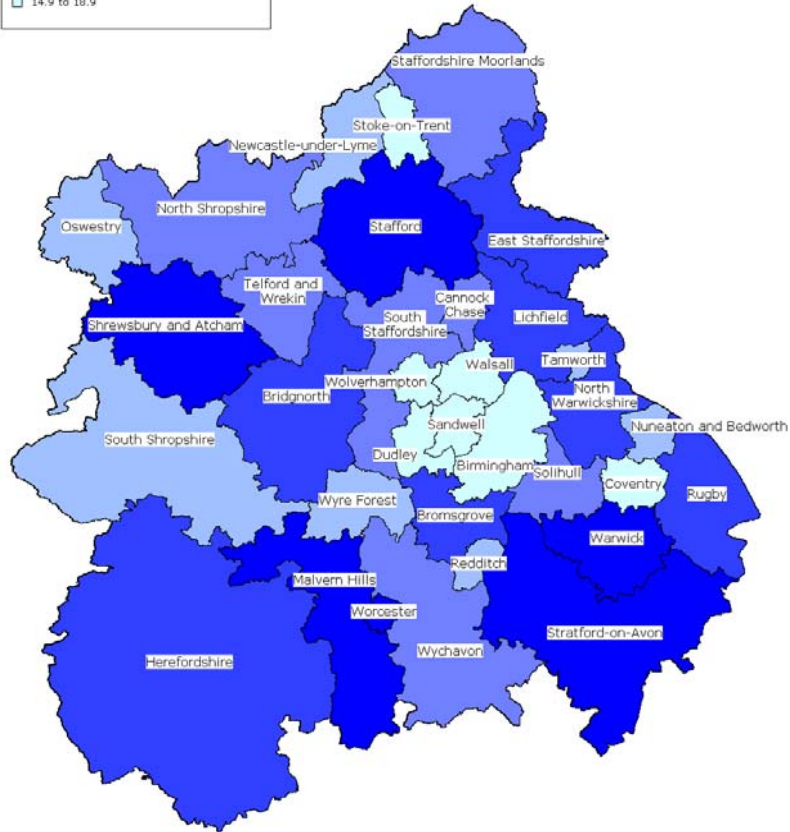 14.9 to 18.9
Staffordshire Moorlands
Stoke-on-Trent
Newcastle-under-Lyme
North Shropshire
Oswestry
Stafford
East Staffordshire
Telford and
Wrekin
Cannock
Chase
South
Staffordshire
Lichfield
Shrewsbury and Atcham
Walsall
Tamworth
Wolverhampton
North
Warwickshire
Bridgnorth
Sandwell
Nuneaton and Bedworth
South Shropshire
Dudley
Birmingham
Solihull
Coventry
Rugby
Wyre Forest
Bromsgrove
Warwick
Redditch
Malvern Hills
Worcester
Stratford-on-Avon
Wychavon
Herefordshire